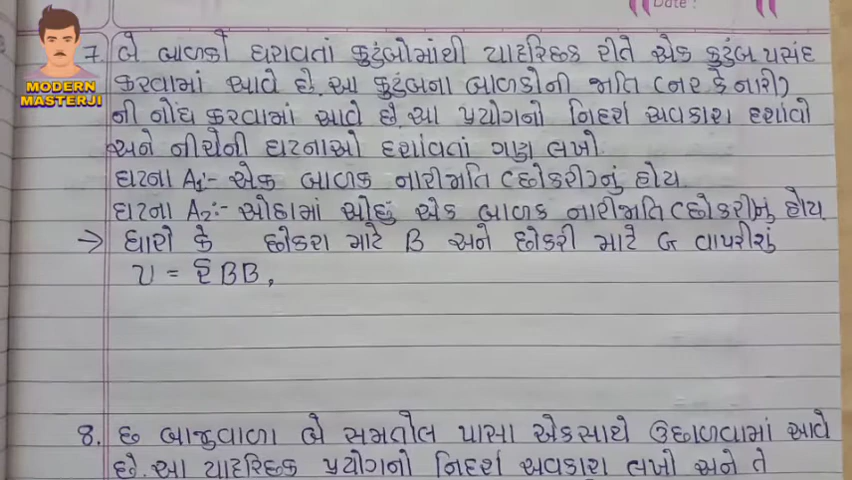 Date :
MODERN
MASTERJI
7. બે બાળકો ધરાવતાં કુટુંબોમાંથી યાદચ્છિક રીતે એક કુટુંબ પસંદ
કરવામાં આવે છે. આ કુટુંબના બાળકોની જાતિ (નર કે નારી)
ની નોંધ કરવામાં આવે છે. આ પ્રયોગનો નિદર્શ અવકાશ દર્શાવો
અને નીચેની ઘટનાઓ દર્શાવતાં ગણ લખો.
ઘટના A1:- એક બાળક નારીજાતિ (છોકરી)નું હોય.
ઘટના A2:- ઓછામાં ઓછું એક બાળક નારીજાતિ (છોકરી)નું હોય.
→ ધારો કે છોકરા માટે B અને છોકરી માટે G વાપરીશું
U = {BB,
8. છ બાજુવાળા બે સમતોલ પાસા એકસાથે ઉછાળવામાં આવે
છે. આ યાદચ્છિક પ્રયોગનો નિદર્શ અવકાશ લખો અને તે